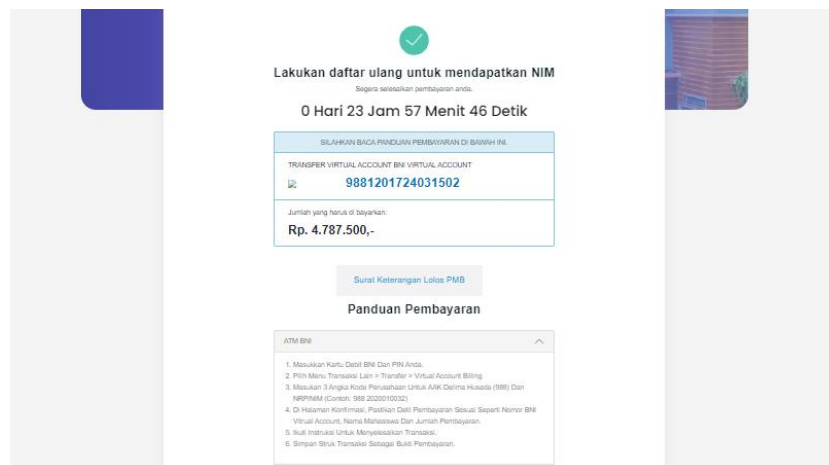 Lakukan daftar ulang untuk mendapatkan NIM
Segera selesaikan pembayaran anda.
0 Hari 23 Jam 57 Menit 46 Detik
SILAHKAN BACA PANDUAN PEMBAYARAN DI BAWAH INI.
TRANSFER VIRTUAL ACCOUNT BNI VIRTUAL ACCOUNT
9881201724031502
Jumlah yang harus di bayarkan:
Rp. 4.787.500,-
Surat Keterangan Lolos PMB
Panduan Pembayaran
ATM BNI
1. Masukkan Kartu Debit BNI Dan PIN Anda.
2. Pilih Menu Transaksi Lain > Transfer > Virtual Account Billing
3. Masukan 3 Angka Kode Perusahaan Untuk AAK Delima Husada (988) Dan
NRP/NIM (Contoh: 988 2020010032)
4. Di Halaman Konfirmasi, Pastikan Detil Pembayaran Sesuai Seperti Nomor BNI
Vitrual Account, Nama Mahasiswa Dan Jumlah Pembayaran.
5. Ikuti Instruksi Untuk Menyelesaikan Transaksi.
6. Simpan Struk Transaksi Sebagai Bukti Pembayaran.